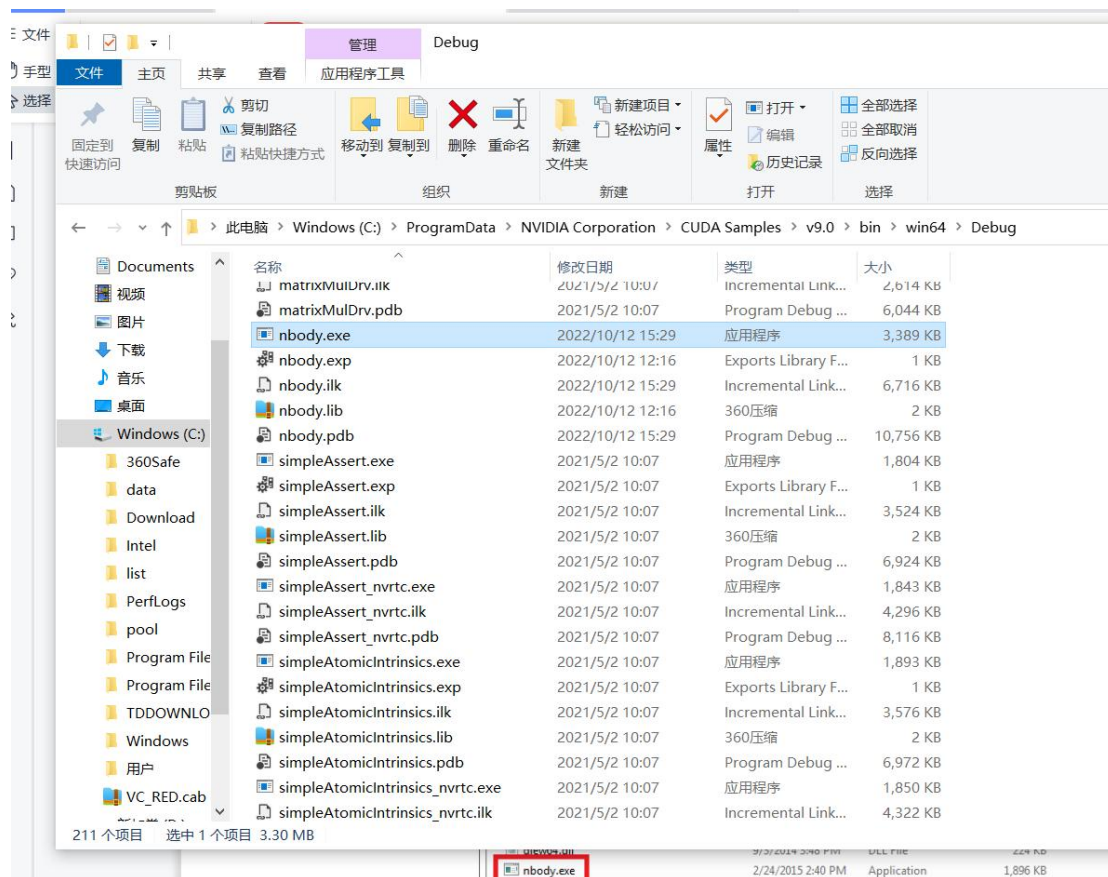 文件
手型
选择
管理
Debug
文件 主页 共享 查看 应用程序工具
固定到
快速访问
复制
粘贴
剪切
复制路径
粘贴快捷方式
移动到 复制到 删除 重命名
新建
文件夹
新建项目
轻松访问
属性
打开
编辑
历史记录
全部选择
全部取消
反向选择
剪贴板 组织 新建 打开 选择
此电脑 > Windows (C:) > ProgramData > NVIDIA Corporation > CUDA Samples > v9.0 > bin > win64 > Debug
Documents
视频
图片
下载
音乐
桌面
Windows (C:)
360Safe
data
Download
Intel
list
PerfLogs
pool
Program File
Program File
TDDOWNLO
Windows
用户
VC_RED.cab
名称 修改日期 类型 大小
matrixMulDrv.ilk 2021/5/2 10:07 Incremental Link... 2,614 KB
matrixMulDrv.pdb 2021/5/2 10:07 Program Debug ... 6,044 KB
nbody.exe 2022/10/12 15:29 应用程序 3,389 KB
nbody.exp 2022/10/12 12:16 Exports Library F... 1 KB
nbody.ilk 2022/10/12 15:29 Incremental Link... 6,716 KB
nbody.lib 2022/10/12 12:16 360压缩 2 KB
nbody.pdb 2022/10/12 15:29 Program Debug ... 10,756 KB
simpleAssert.exe 2021/5/2 10:07 应用程序 1,804 KB
simpleAssert.exp 2021/5/2 10:07 Exports Library F... 1 KB
simpleAssert.ilk 2021/5/2 10:07 Incremental Link... 3,524 KB
simpleAssert.lib 2021/5/2 10:07 360压缩 2 KB
simpleAssert.pdb 2021/5/2 10:07 Program Debug ... 6,924 KB
simpleAssert_nvrtc.exe 2021/5/2 10:07 应用程序 1,843 KB
simpleAssert_nvrtc.ilk 2021/5/2 10:07 Incremental Link... 4,296 KB
simpleAssert_nvrtc.pdb 2021/5/2 10:07 Program Debug ... 8,116 KB
simpleAtomicIntrinsics.exe 2021/5/2 10:07 应用程序 1,893 KB
simpleAtomicIntrinsics.exp 2021/5/2 10:07 Exports Library F... 1 KB
simpleAtomicIntrinsics.ilk 2021/5/2 10:07 Incremental Link... 3,576 KB
simpleAtomicIntrinsics.lib 2021/5/2 10:07 360压缩 2 KB
simpleAtomicIntrinsics.pdb 2021/5/2 10:07 Program Debug ... 6,972 KB
simpleAtomicIntrinsics_nvrtc.exe 2021/5/2 10:07 应用程序 1,850 KB
simpleAtomicIntrinsics_nvrtc.ilk 2021/5/2 10:07 Incremental Link... 4,322 KB
211 个项目 选中 1 个项目 3.30 MB
nbody.exe 2/24/2015 2:40 PM Application 1,896 KB